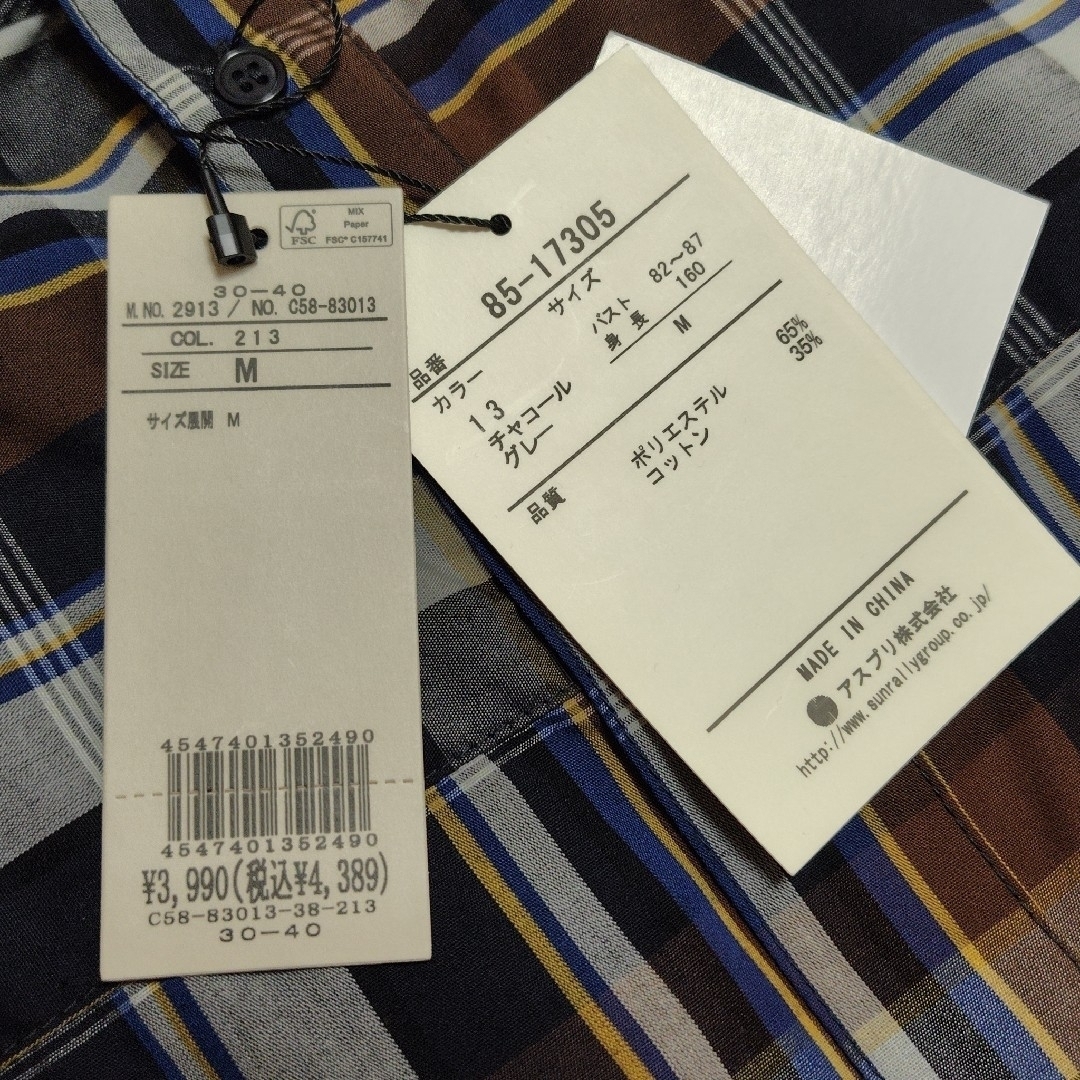 MIX
Paper
FSC
FSC® C157741
30-40
M.NO. 2913 / NO. C58-83013
COL. 213
SIZE M
サイズ展開 M
4547401352490
4547401352490
¥3,990(税込¥4,389)
C58-83013-38-213
30-40
品番 85-17305
カラー サイズ
13 バスト 82～87
チャコール 身長 160
グレー M
品質 ポリエステル 65%
コットン 35%
MADE IN CHINA
アスプリ株式会社
http://www.sunrallygroup.co.jp/